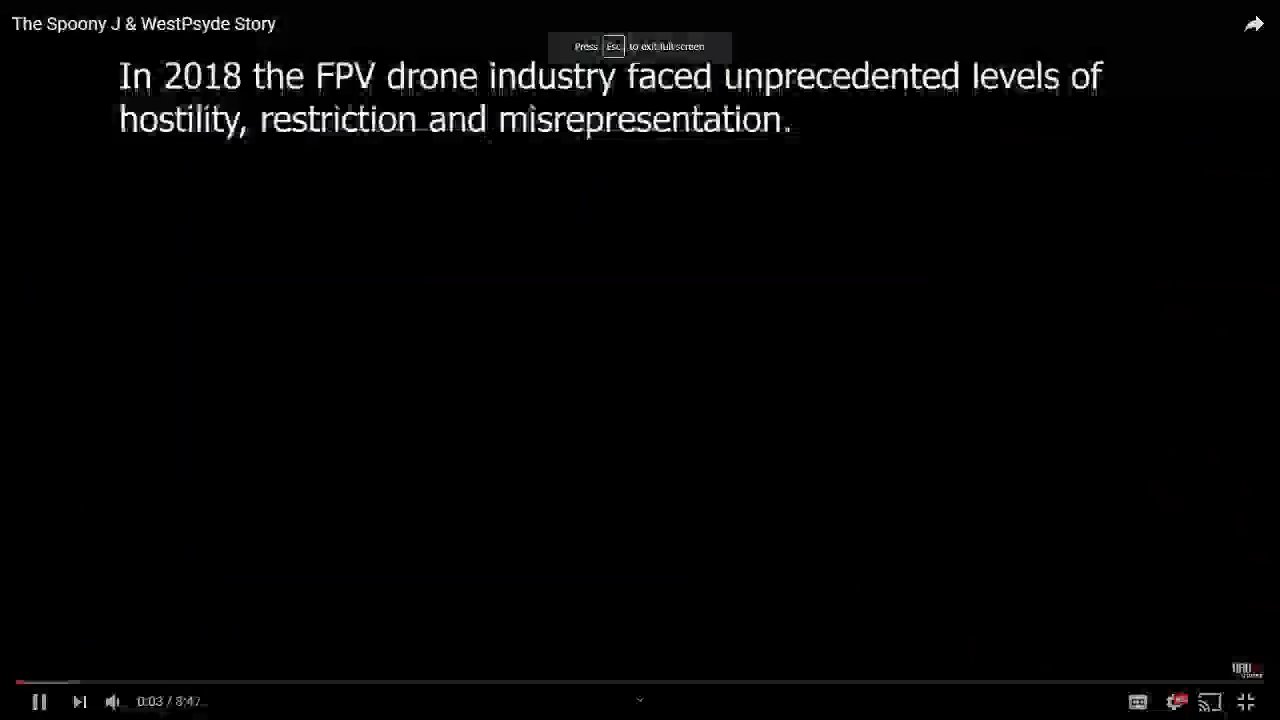 The Spoony J & WestPsyde Story
Press Esc to exit full screen
In 2018 the FPV drone industry faced unprecedented levels of
hostility, restriction and misrepresentation.
0:03 / 8:47